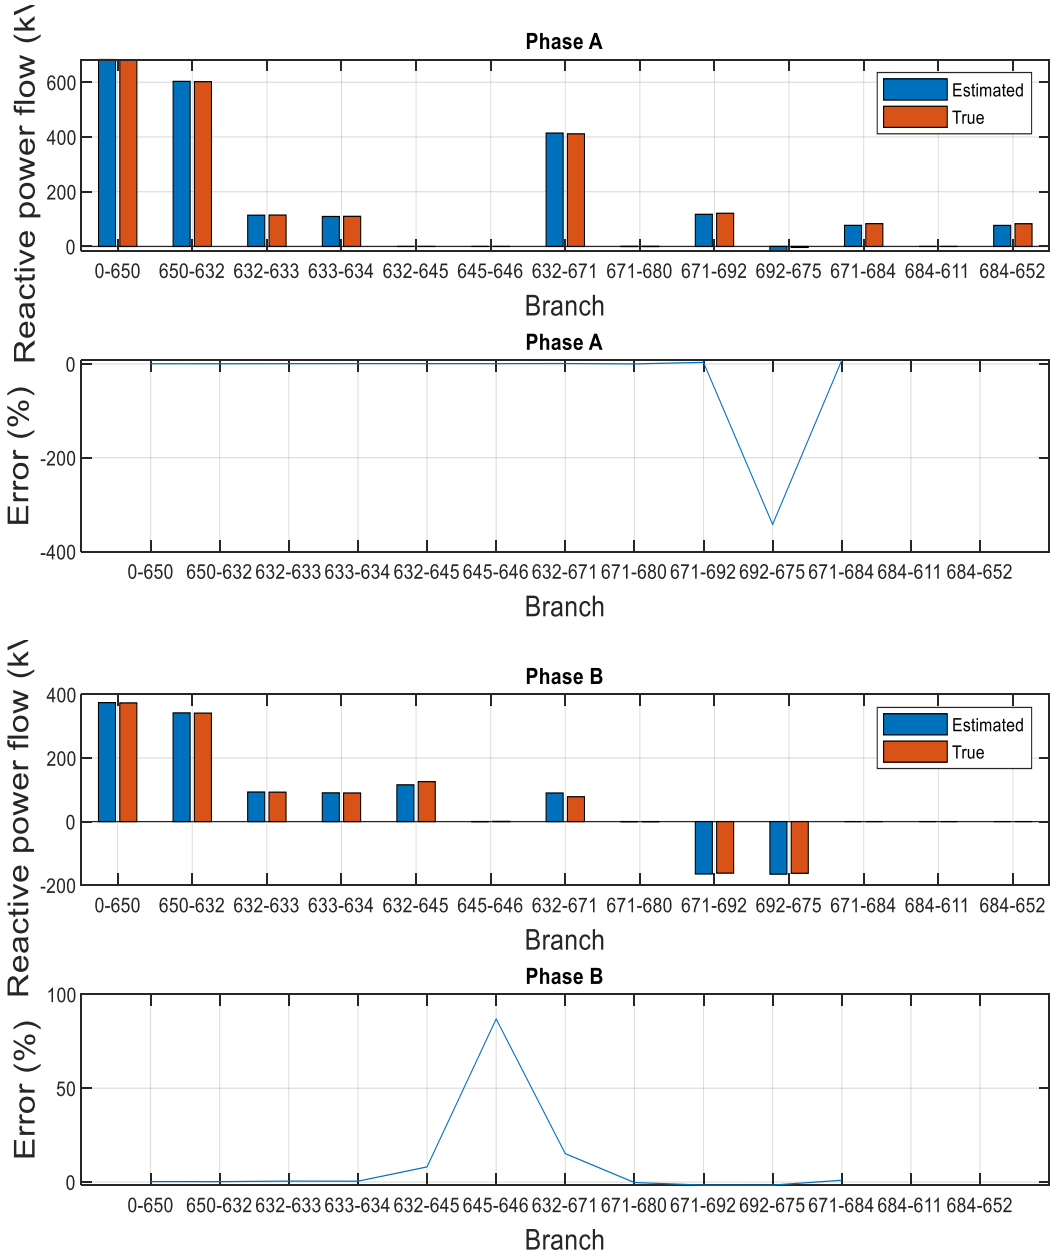 Phase A
Reactive power flow (k\
600
400
200
0
Estimated
True
0-650 650-632 632-633 633-634 632-645 645-646 632-671 671-680 671-692 692-675 671-684 684-611 684-652
Branch
Phase A
Error (%)
0
-200
-400
0-650 650-632 632-633 633-634 632-645 645-646 632-671 671-680 671-692 692-675 671-684 684-611 684-652
Branch
Phase B
Reactive power flow (k\
400
200
0
-200
Estimated
True
0-650 650-632 632-633 633-634 632-645 645-646 632-671 671-680 671-692 692-675 671-684 684-611 684-652
Branch
Phase B
Error (%)
100
50
0
0-650 650-632 632-633 633-634 632-645 645-646 632-671 671-680 671-692 692-675 671-684 684-611 684-652
Branch